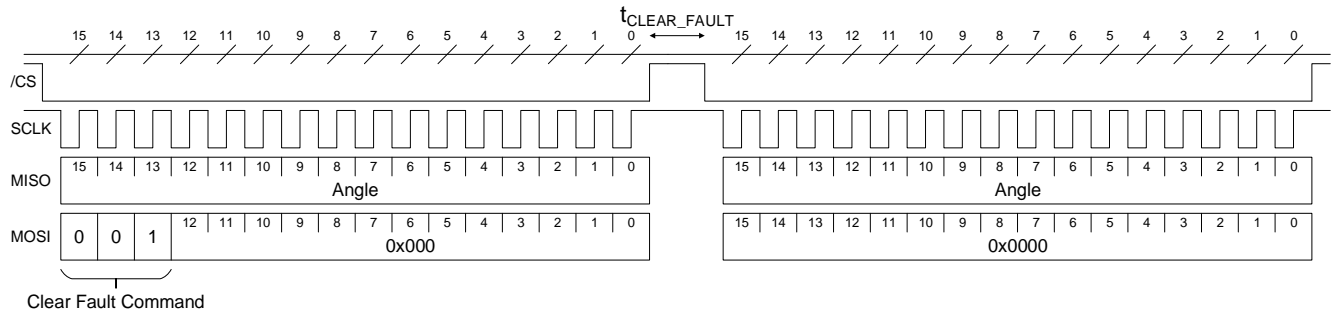 tCLEAR_FAULT
15 14 13 12 11 10 9 8 7 6 5 4 3 2 1 0 15 14 13 12 11 10 9 8 7 6 5 4 3 2 1 0
/CS
SCLK
15 14 13 12 11 10 9 8 7 6 5 4 3 2 1 0 15 14 13 12 11 10 9 8 7 6 5 4 3 2 1 0
MISO
Angle Angle
12 11 10 9 8 7 6 5 4 3 2 1 0 15 14 13 12 11 10 9 8 7 6 5 4 3 2 1 0
MOSI 0 0 1
0x000 0x0000
Clear Fault Command